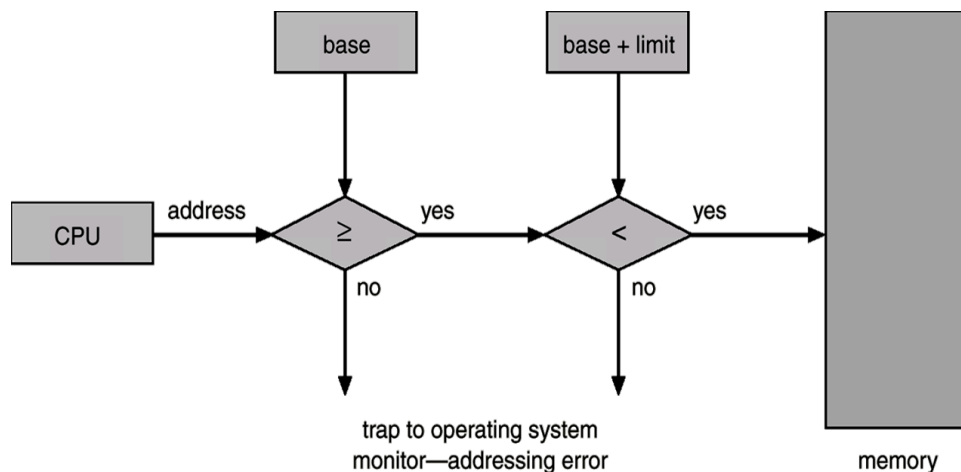 base
base + limit
CPU
address
≥
yes
<
yes
no
no
trap to operating system
monitor—addressing error
memory